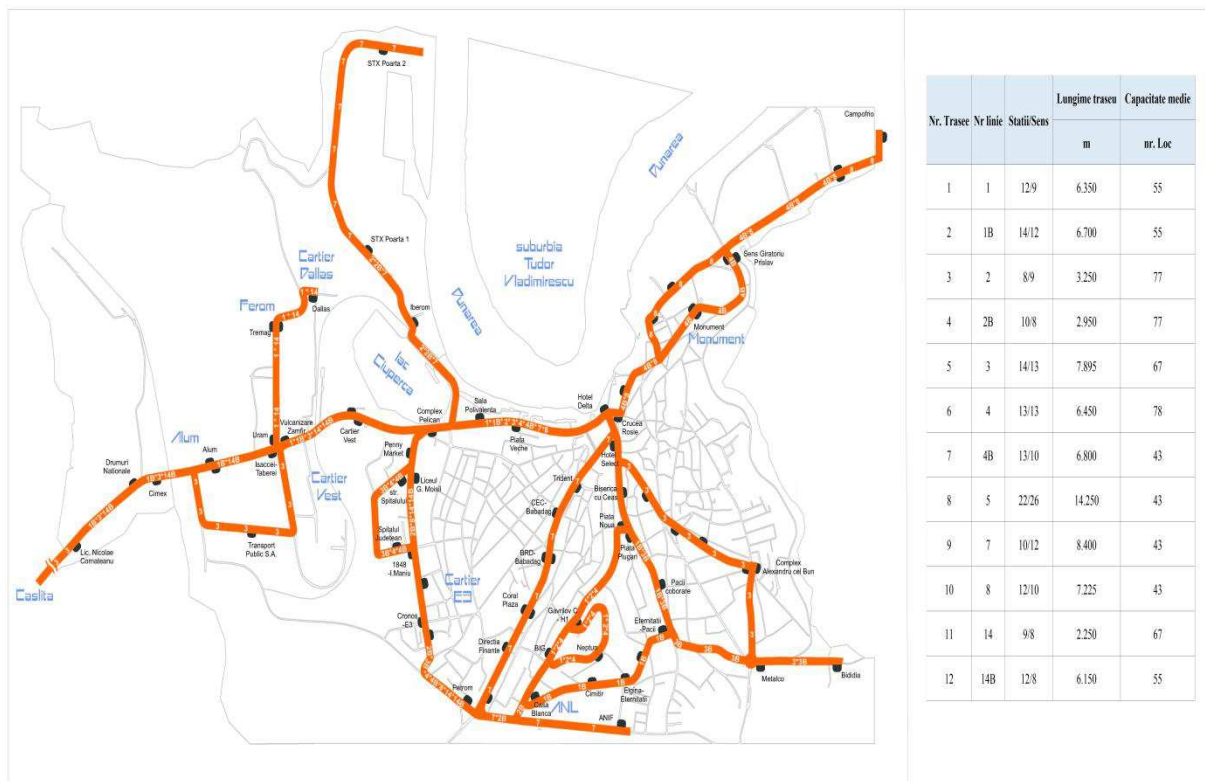 STX Poarta 2
7
7
Campofrio
Dunarea
STX Poarta 1
suburbia
Tudor
Vladimirescu
Sens Giratoriu
Prislav
Cartier
Dallas
Dallas
Ferom
Tremag
Iberom
Dunarea
lac
Ciuperca
Monument
Monument
Hotel
Delta
Sala
Polivalenta
Crucea
Rosie
Piata
Veche
Complex
Pelican
Cartier
Vest
Vulcanizare
Zamfir
Uram
Isaccei-
Taberei
Alum
Alum
Drumuri
Nationale
Cimex
Penny
Market
Hotel
Select
Liceul
G. Moisil
str.
Spitalului
Cartier
Vest
Trident
Biserica
cu Ceas
CEC-
Babadag
Piata
Noua
Spitalul
Judetean
Transport
Public S.A.
Piata
Plugari
Lic. Nicolae
Cornateanu
1848
-I.Maniu
BRD-
Babadag
Complex
Alexandru cel Bun
Caslita
Cartier
E3
Pacii
coborare
Coral
Plaza
Gavrilov C.
- H1
Cronos
-E3
Eternitatii
-Pacii
Directia
Finante
BIG
Neptun
Metalco
Bididia
Petrom
Cimitir
Elgina-
Eternitatii
Casa
Blanca
ANL
ANIF
Nr. Trasee Nr linie Statii/Sens Lungime traseu Capacitate medie
m nr. Loc
1 1 12/9 6.350 55
2 1B 14/12 6.700 55
3 2 8/9 3.250 77
4 2B 10/8 2.950 77
5 3 14/13 7.895 67
6 4 13/13 6.450 78
7 4B 13/10 6.800 43
8 5 22/26 14.280 43
9 7 10/12 8.400 43
10 8 12/10 7.225 43
11 14 9/8 2.250 67
12 14B 12/8 6.150 55